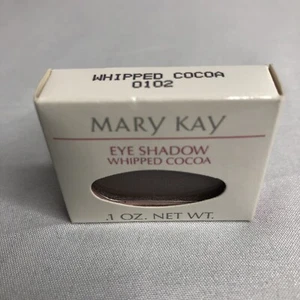 WHIPPED COCOA
0102
MARY KAY
EYE SHADOW
WHIPPED COCOA
.1 OZ. NET WT.